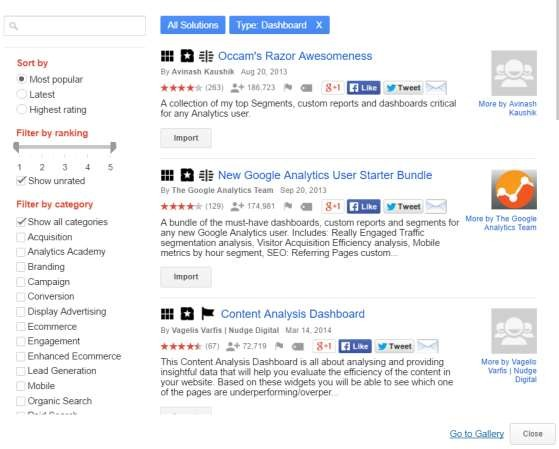 All Solutions
Type: Dashboard X
Sort by
Most popular
Latest
Highest rating
Filter by ranking
1 2 3 4 5
Show unrated
Filter by category
Show all categories
Acquisition
Analytics Academy
Branding
Campaign
Conversion
Display Advertising
Ecommerce
Engagement
Enhanced Ecommerce
Lead Generation
Mobile
Organic Search
Paid Search
Occam's Razor Awesomeness
By Avinash Kaushik Aug 20, 2013
(263) 186,723 g+1 Like Tweet
A collection of my top Segments, custom reports and dashboards critical
for any Analytics user.
Import
More by Avinash
Kaushik
New Google Analytics User Starter Bundle
By The Google Analytics Team Sep 20, 2013
(129) 174,981 g+1 Like Tweet
A bundle of the must-have dashboards, custom reports and segments for
any new Google Analytics user. Includes: Really Engaged Traffic
segmentation analysis, Visitor Acquisition Efficiency analysis, Mobile
metrics by hour segment, SEO: Referring Pages custom...
Import
More by The Google
Analytics Team
Content Analysis Dashboard
By Vagelis Varfis | Nudge Digital Mar 14, 2014
(67) 72,719 g+1 Like Tweet
This Content Analysis Dashboard is all about analysing and providing
insightful data that will help you evaluate the efficiency of the content in
your website. Based on these widgets you will be able to see which one
of the pages are underperforming/overper...
More by Vagelis
Varfis | Nudge
Digital
Go to Gallery
Close